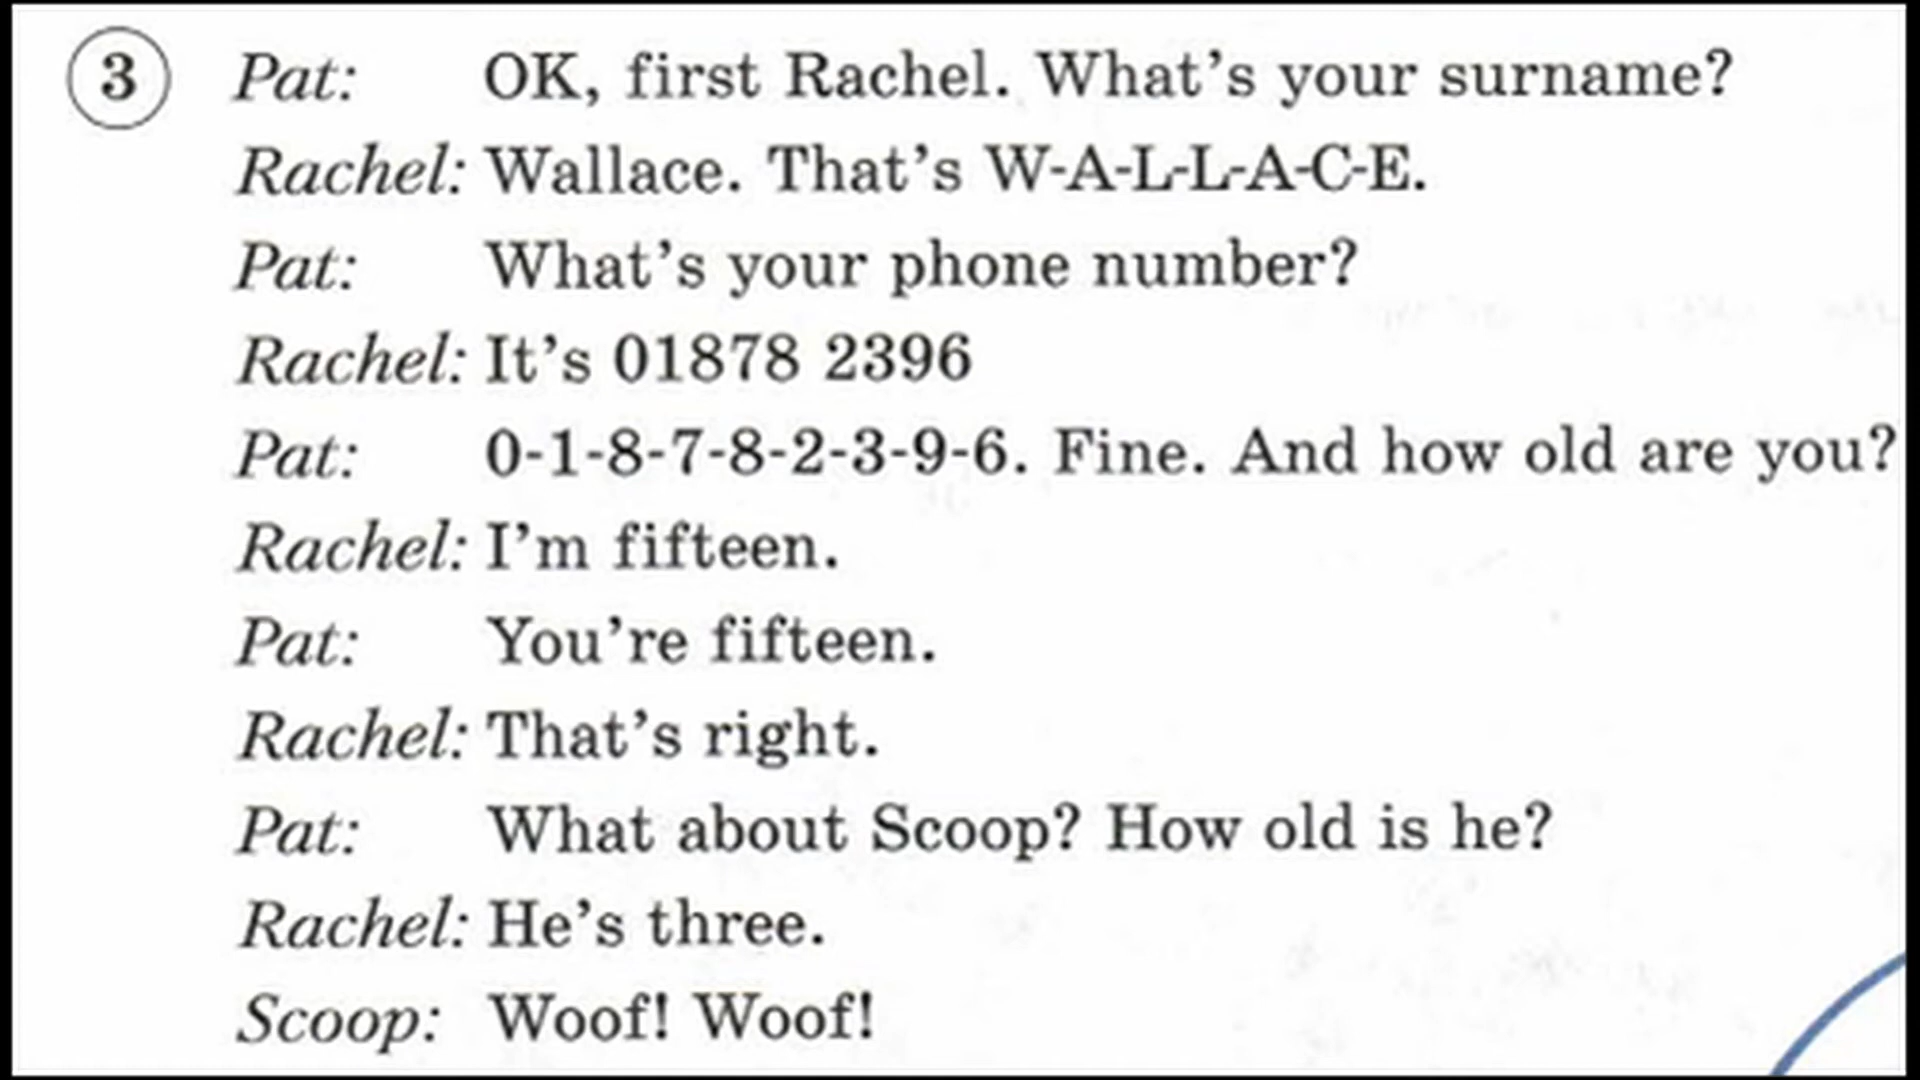 3 Pat: OK, first Rachel. What's your surname?
Rachel: Wallace. That's W-A-L-L-A-C-E.
Pat: What's your phone number?
Rachel: It's 01878 2396
Pat: 0-1-8-7-8-2-3-9-6. Fine. And how old are you?
Rachel: I'm fifteen.
Pat: You're fifteen.
Rachel: That's right.
Pat: What about Scoop? How old is he?
Rachel: He's three.
Scoop: Woof! Woof!